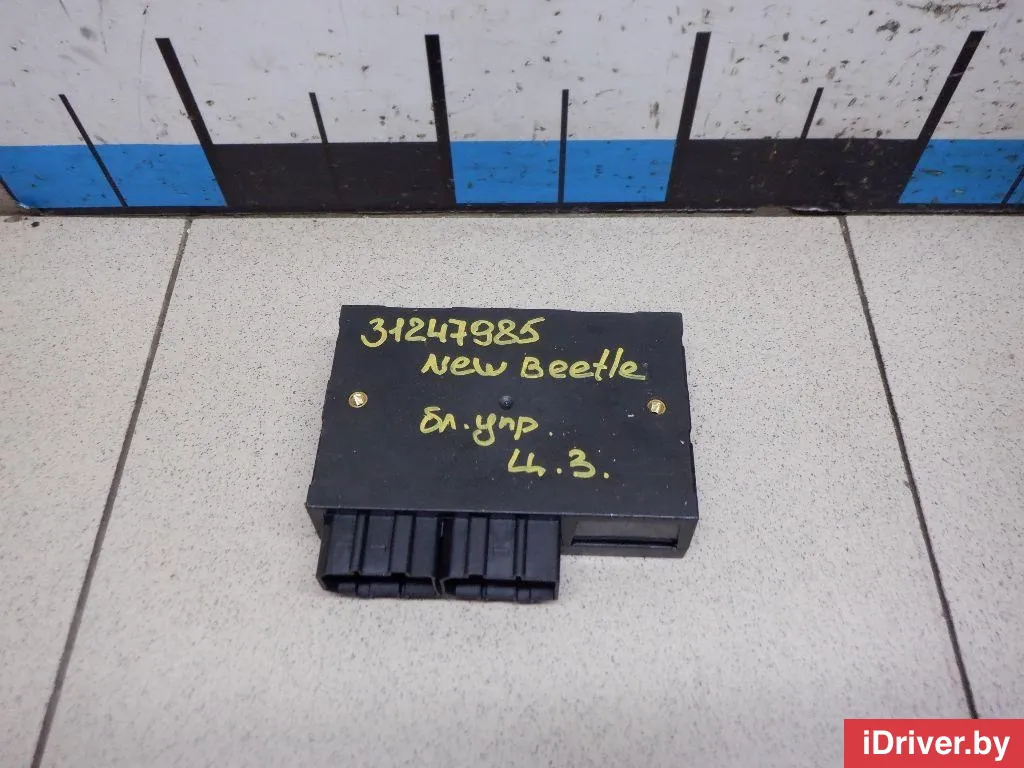 31247985
New Beetle
бл. упр.
Ц.З.
iDriver.by